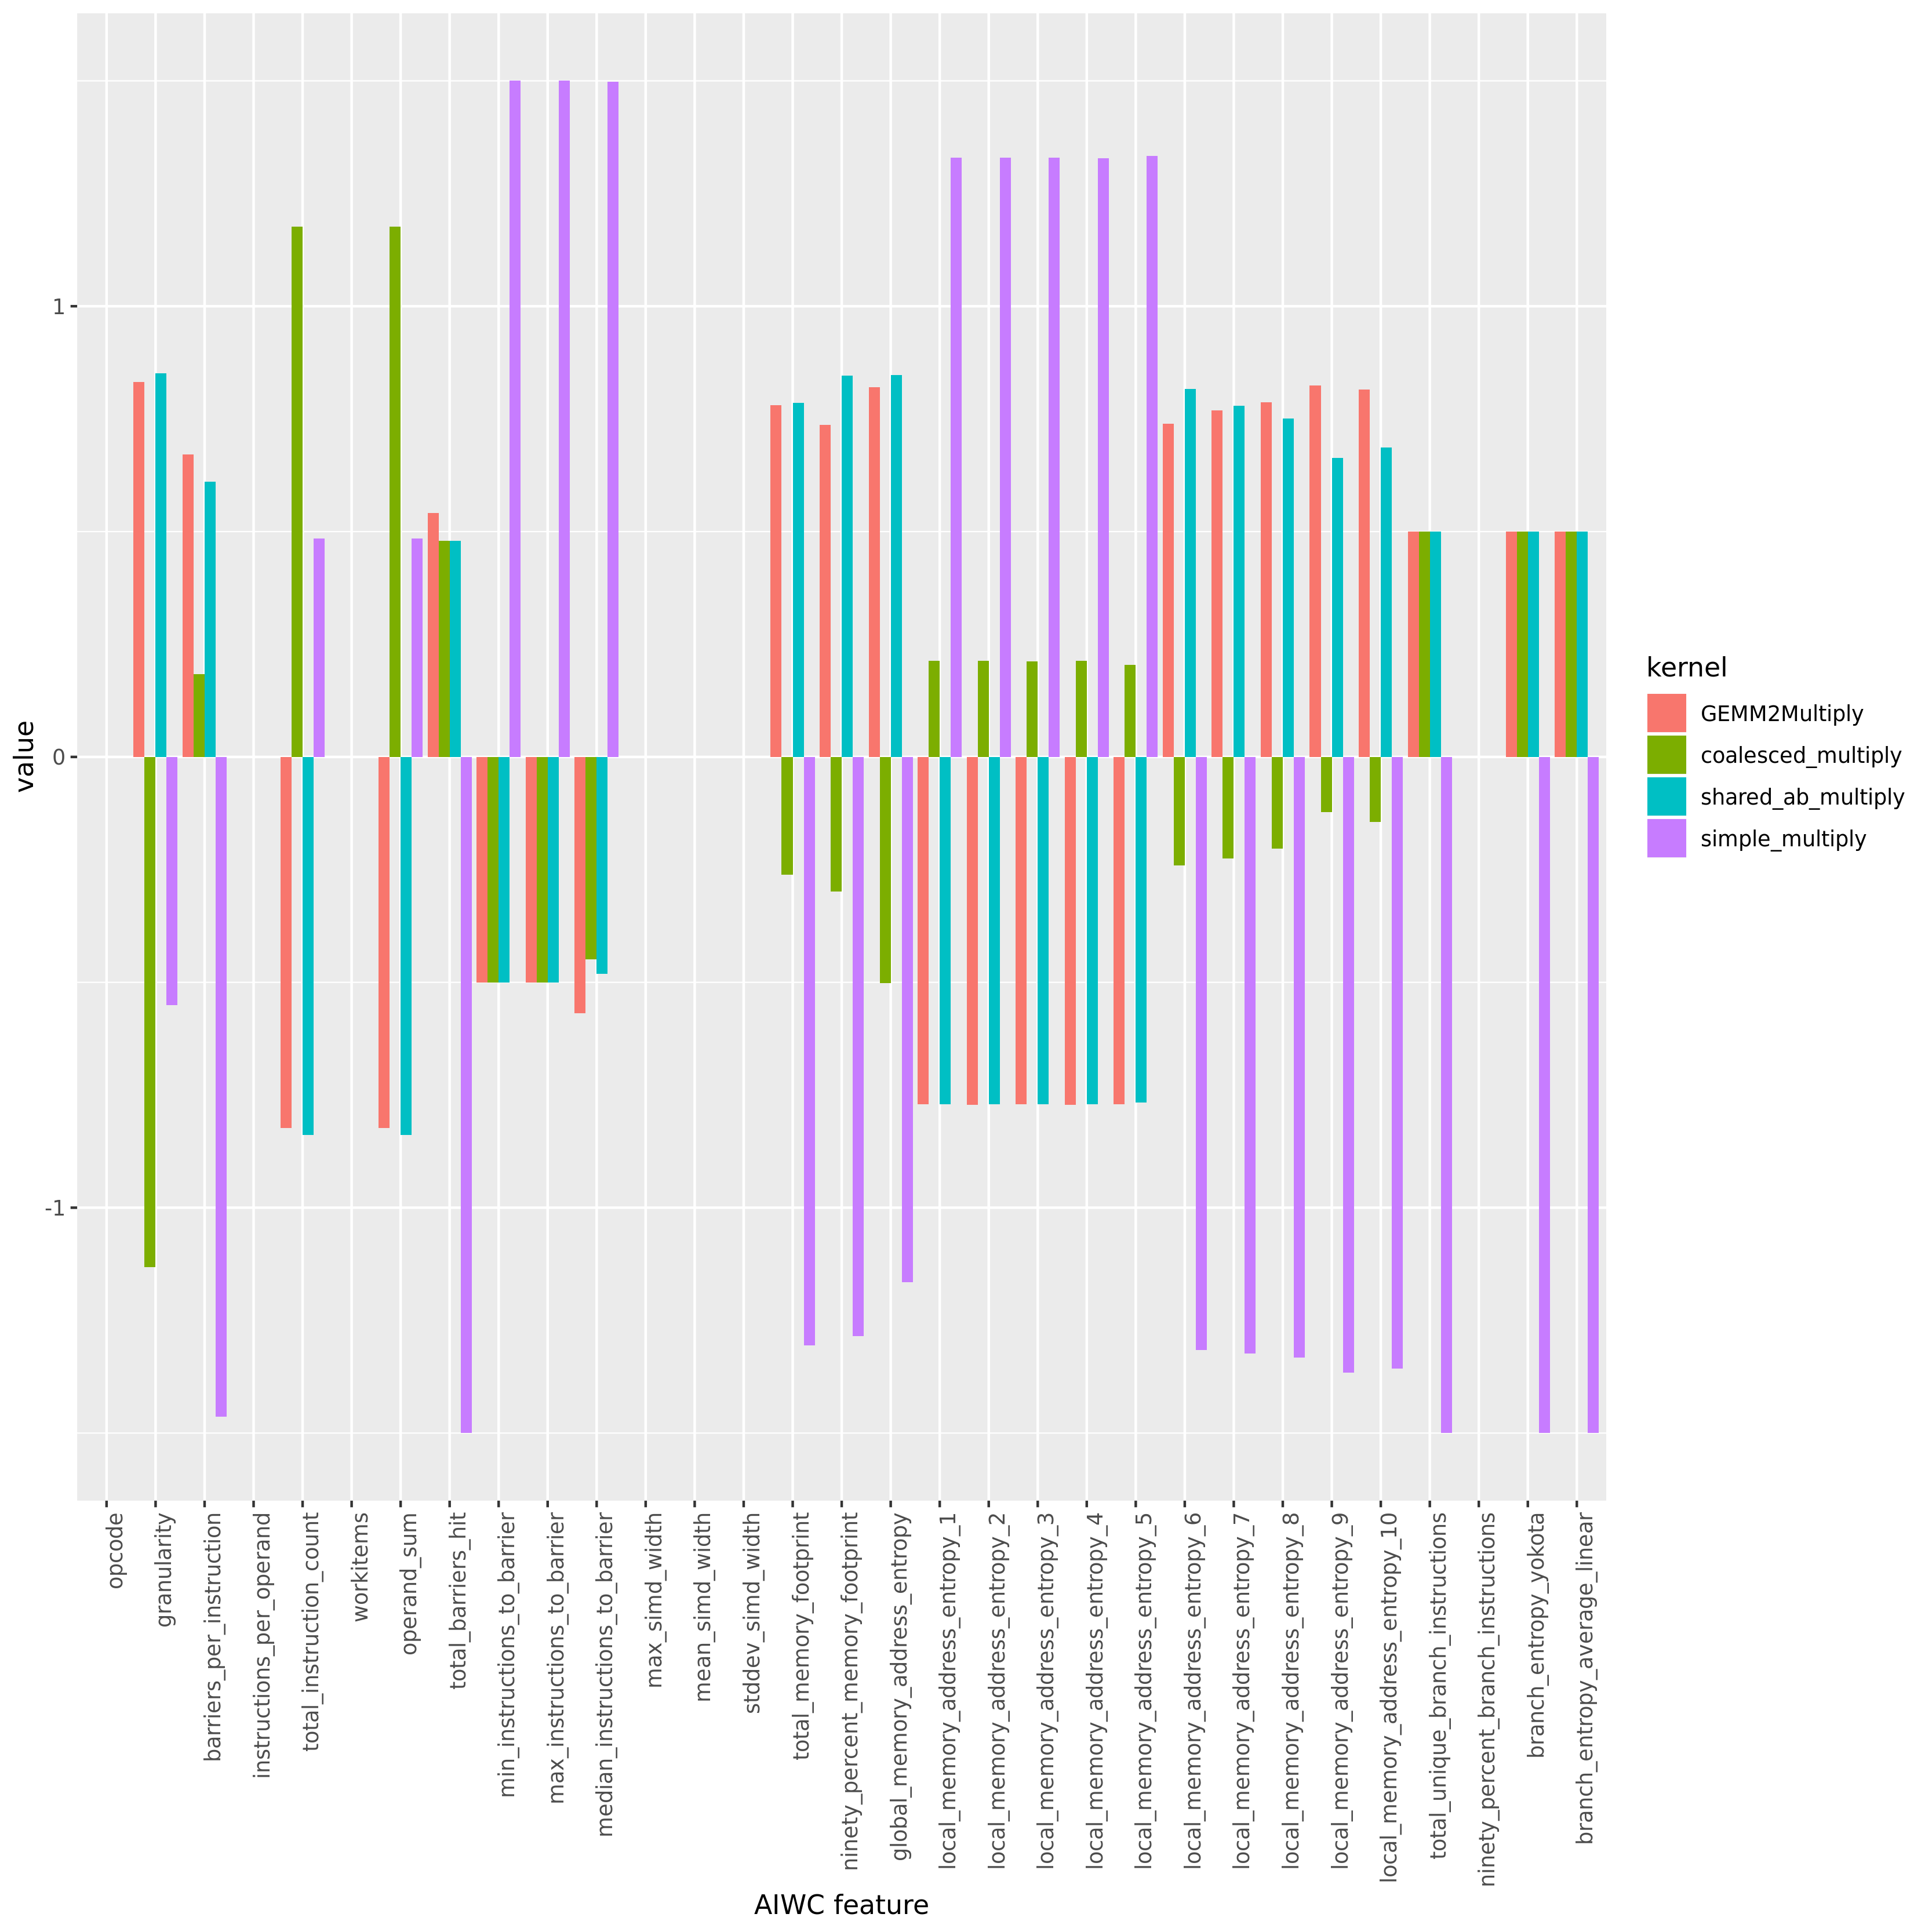 1
0
-1
value
opcode
granularity
barriers_per_instruction
instructions_per_operand
total_instruction_count
workitems
operand_sum
total_barriers_hit
min_instructions_to_barrier
max_instructions_to_barrier
median_instructions_to_barrier
max_simd_width
mean_simd_width
stddev_simd_width
total_memory_footprint
ninety_percent_memory_footprint
global_memory_address_entropy
local_memory_address_entropy_1
local_memory_address_entropy_2
local_memory_address_entropy_3
local_memory_address_entropy_4
local_memory_address_entropy_5
local_memory_address_entropy_6
local_memory_address_entropy_7
local_memory_address_entropy_8
local_memory_address_entropy_9
local_memory_address_entropy_10
total_unique_branch_instructions
ninety_percent_branch_instructions
branch_entropy_yokota
branch_entropy_average_linear
AIWC feature
kernel
GEMM2Multiply
coalesced_multiply
shared_ab_multiply
simple_multiply